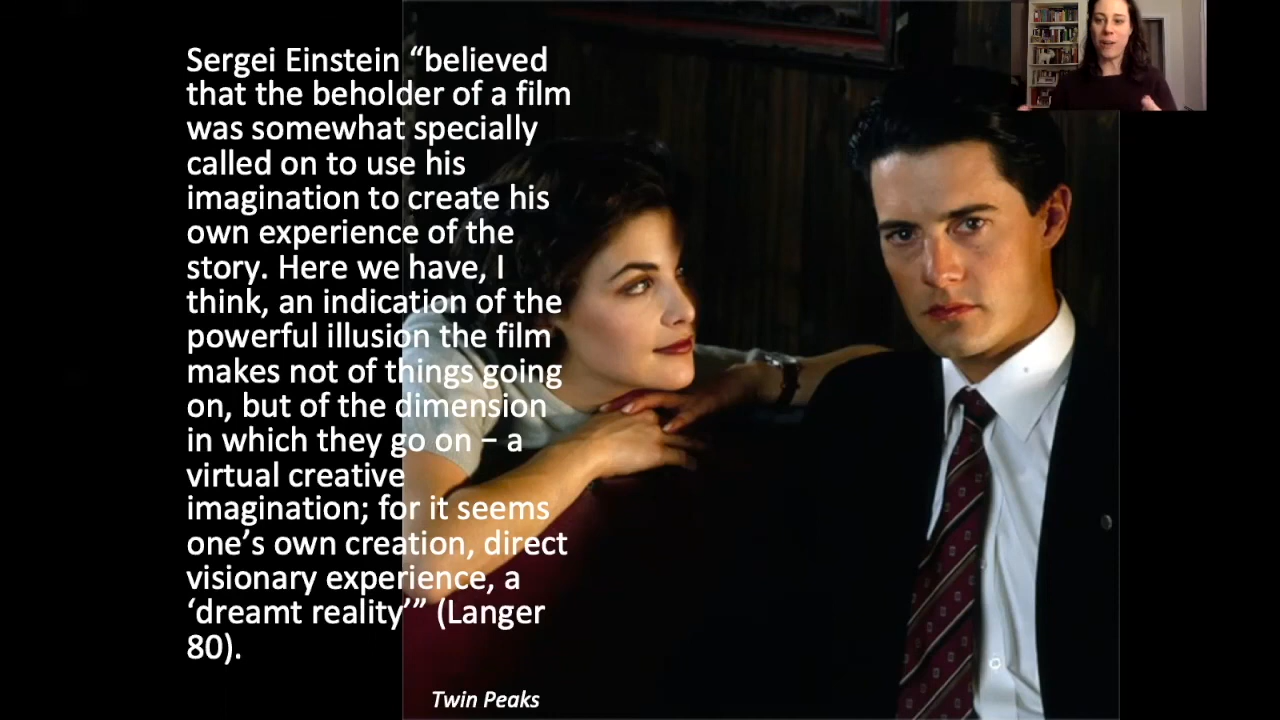 Sergei Einstein “believed
that the beholder of a film
was somewhat specially
called on to use his
imagination to create his
own experience of the
story. Here we have, I
think, an indication of the
powerful illusion the film
makes not of things going
on, but of the dimension
in which they go on – a
virtual creative
imagination; for it seems
one’s own creation, direct
visionary experience, a
‘dreamt reality’” (Langer
80).
Twin Peaks